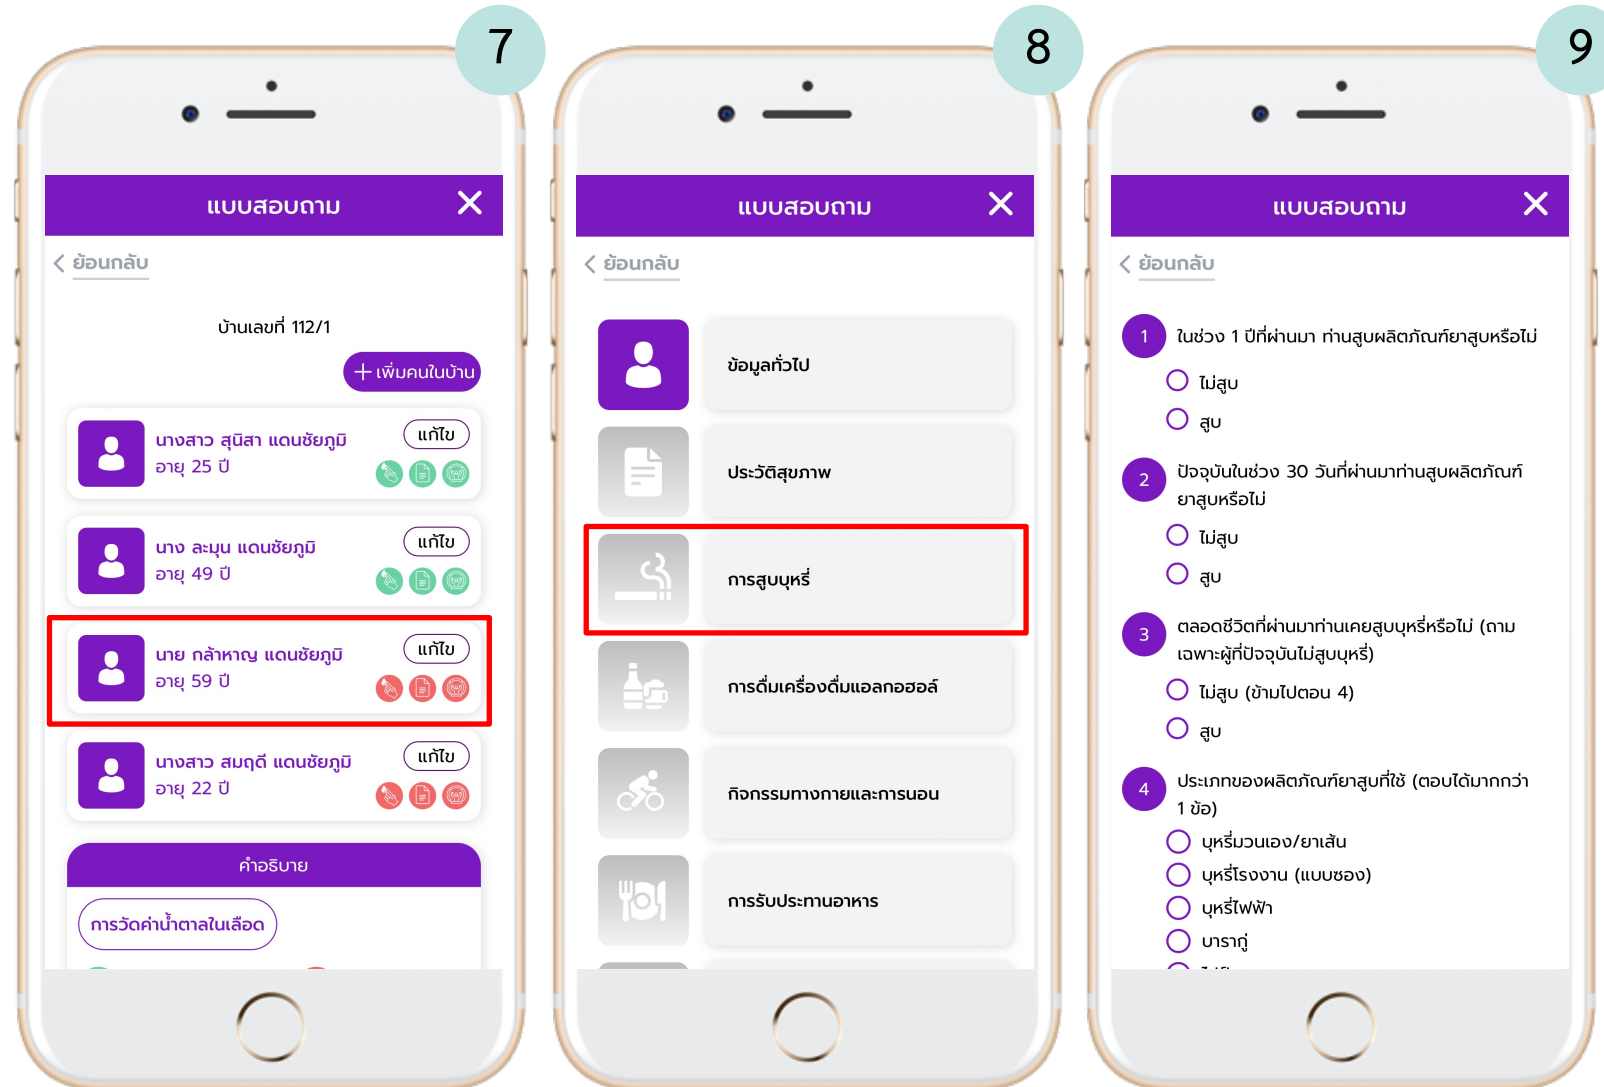 7
แบบสอบถาม
ย้อนกลับ
บ้านเลขที่ 112/1
+ เพิ่มคนในบ้าน
นางสาว สุนิสา แดนชัยภูมิ
แก้ไข
อายุ 25 ปี
นาง ละมุน แดนชัยภูมิ
แก้ไข
อายุ 49 ปี
นาย กล้าหาญ แดนชัยภูมิ
แก้ไข
อายุ 59 ปี
นางสาว สมฤดี แดนชัยภูมิ
แก้ไข
อายุ 22 ปี
คำอธิบาย
การวัดค่าน้ำตาลในเลือด
8
แบบสอบถาม
ย้อนกลับ
ข้อมูลทั่วไป
ประวัติสุขภาพ
การสูบบุหรี่
การดื่มเครื่องดื่มแอลกอฮอล์
กิจกรรมทางกายและการนอน
การรับประทานอาหาร
9
แบบสอบถาม
ย้อนกลับ
1 ในช่วง 1 ปีที่ผ่านมา ท่านสูบผลิตภัณฑ์ยาสูบหรือไม่
ไม่สูบ
สูบ
2 ปัจจุบันในช่วง 30 วันที่ผ่านมาท่านสูบผลิตภัณฑ์
ยาสูบหรือไม่
ไม่สูบ
สูบ
3 ตลอดชีวิตที่ผ่านมาท่านเคยสูบบุหรี่หรือไม่ (ถาม
เฉพาะผู้ที่ปัจจุบันไม่สูบบุหรี่)
ไม่สูบ (ข้ามไปตอน 4)
สูบ
4 ประเภทของผลิตภัณฑ์ยาสูบที่ใช้ (ตอบได้มากกว่า
1 ข้อ)
บุหรี่มวนเอง/ยาเส้น
บุหรี่โรงงาน (แบบซอง)
บุหรี่ไฟฟ้า
บารากู่